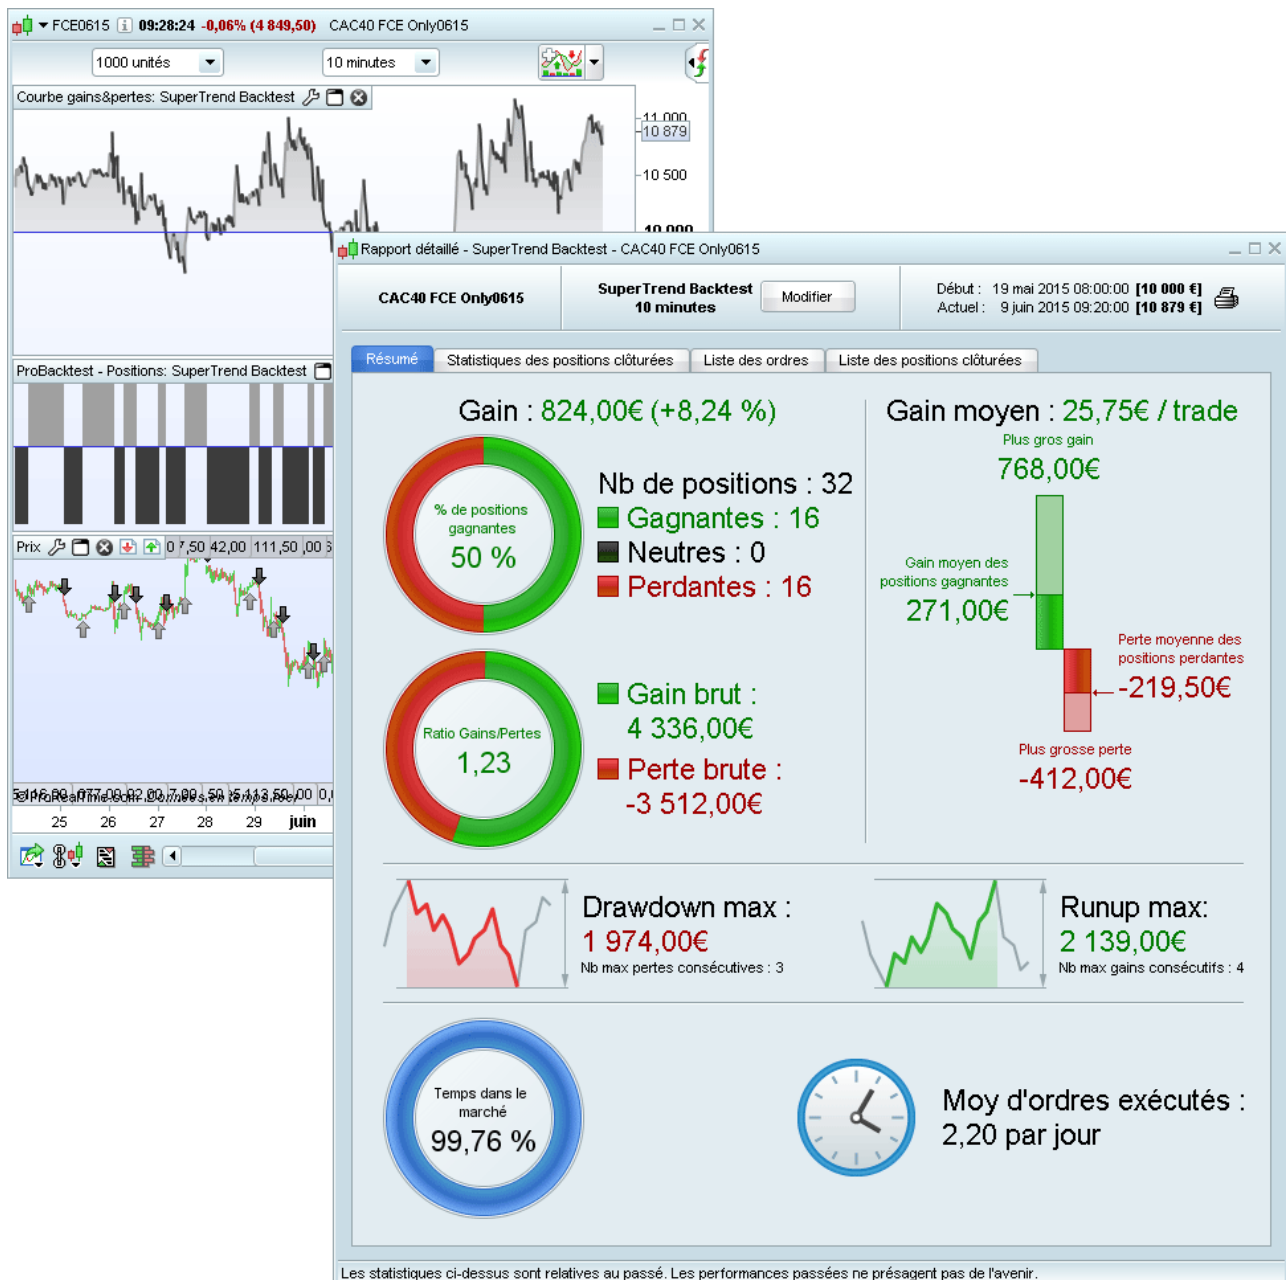 FCE0615 09:28:24 -0,06% (4 849,50) CAC40 FCE Only0615
1000 unités 10 minutes
Courbe gains&pertes: SuperTrend Backtest
11 000
10 879
10 500
10 000
ProBacktest - Positions: SuperTrend Backtest
Prix
42,00 111,50
© ProRealTime.com Données en temps réel
25 26 27 28 29 juin
Rapport détaillé - SuperTrend Backtest - CAC40 FCE Only0615
CAC40 FCE Only0615
SuperTrend Backtest
10 minutes
Modifier
Début : 19 mai 2015 08:00:00 [10 000 €]
Actuel : 9 juin 2015 09:20:00 [10 879 €]
Résumé Statistiques des positions clôturées Liste des ordres Liste des positions clôturées
Gain : 824,00€ (+8,24 %)
% de positions
gagnantes
50 %
Nb de positions : 32
Gagnantes : 16
Neutres : 0
Perdantes : 16
Ratio Gains/Pertes
1,23
Gain brut :
4 336,00€
Perte brute :
-3 512,00€
Gain moyen : 25,75€ / trade
Plus gros gain
768,00€
Gain moyen des
positions gagnantes
271,00€
Perte moyenne des
positions perdantes
-219,50€
Plus grosse perte
-412,00€
Drawdown max :
1 974,00€
Nb max pertes consécutives : 3
Runup max:
2 139,00€
Nb max gains consécutifs : 4
Temps dans le
marché
99,76 %
Moy d'ordres exécutés :
2,20 par jour
Les statistiques ci-dessus sont relatives au passé. Les performances passées ne présagent pas de l'avenir.